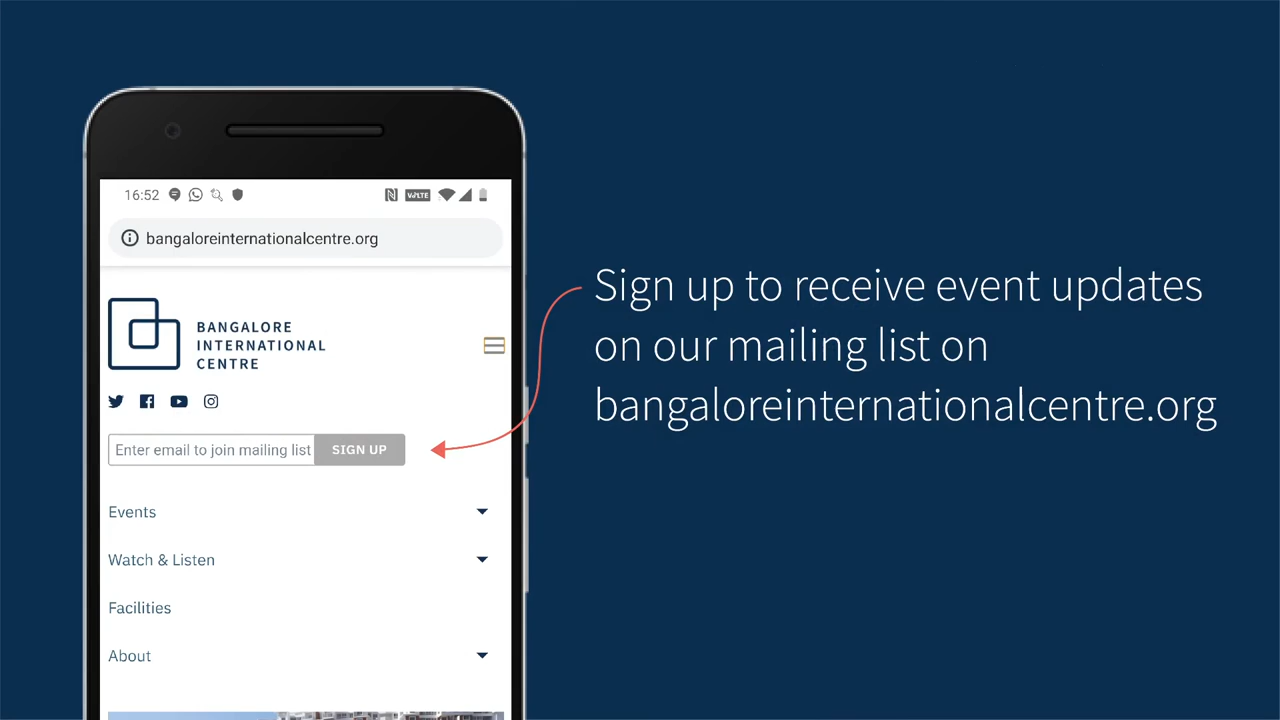 16:52
VoLTE
bangaloreinternationalcentre.org
BANGALORE
INTERNATIONAL
CENTRE
Enter email to join mailing list
SIGN UP
Events
Watch & Listen
Facilities
About
Sign up to receive event updates
on our mailing list on
bangaloreinternationalcentre.org